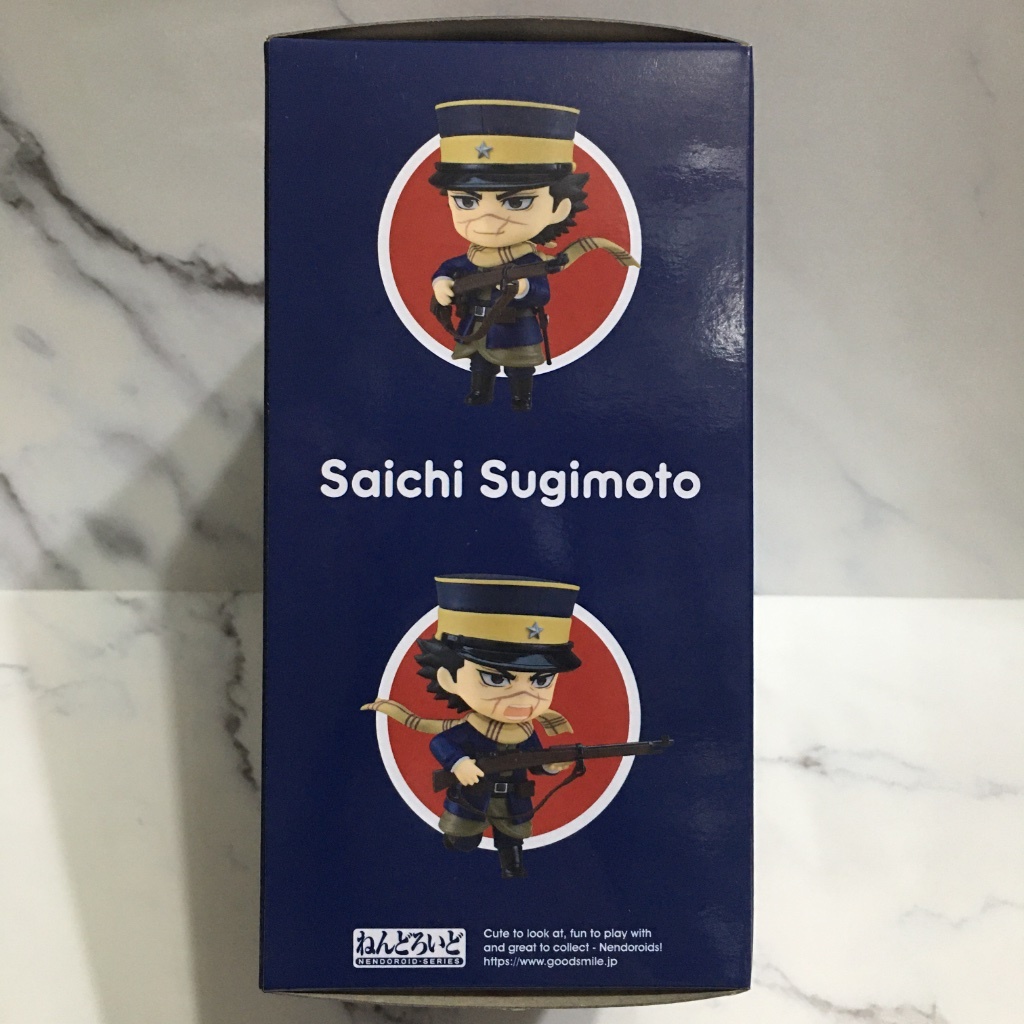 Saichi Sugimoto
ねんどろいど
NENDOROID-SERIES
Cute to look at, fun to play with
and great to collect - Nendoroids!
https://www.goodsmile.jp